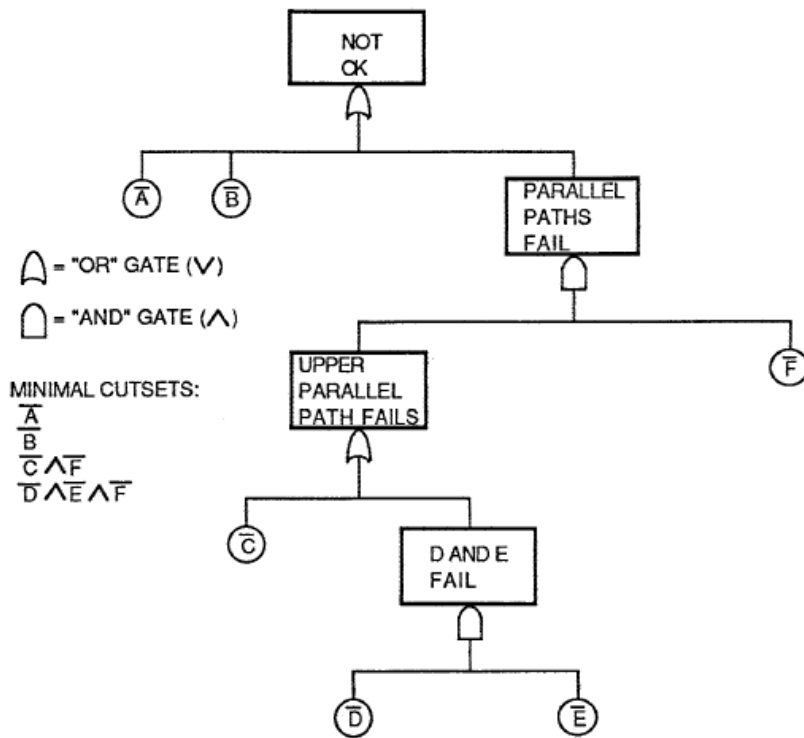 NOT
OK
A̅
B̅
PARALLEL
PATHS
FAIL
= "OR" GATE (∨)
= "AND" GATE (∧)
UPPER
PARALLEL
PATH FAILS
F̅
MINIMAL CUTSETS:
A̅
B̅
C̅ ∧ F̅
D̅ ∧ E̅ ∧ F̅
C̅
D AND E
FAIL
D̅
E̅